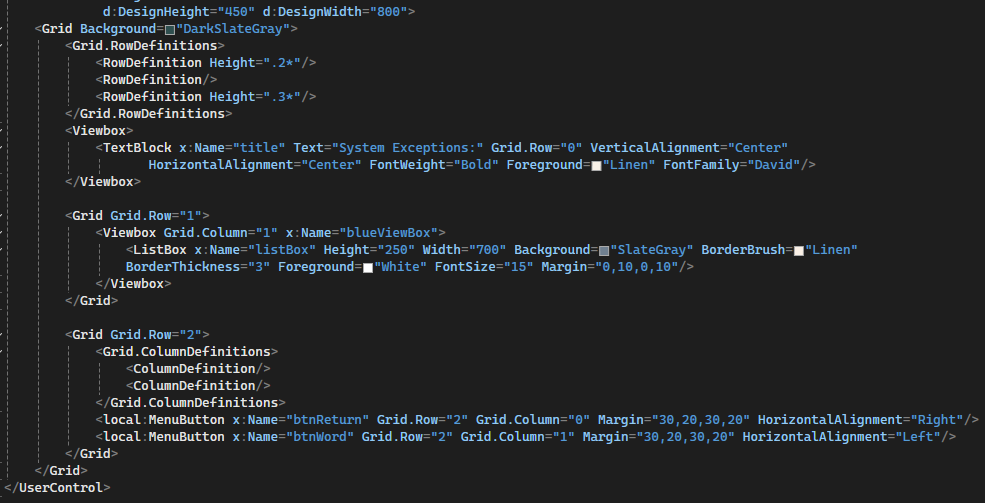 d:DesignHeight="450" d:DesignWidth="800">
<Grid Background="DarkSlateGray">
<Grid.RowDefinitions>
<RowDefinition Height=".2*"/>
<RowDefinition/>
<RowDefinition Height=".3*"/>
</Grid.RowDefinitions>
<Viewbox>
<TextBlock x:Name="title" Text="System Exceptions:" Grid.Row="0" VerticalAlignment="Center"
HorizontalAlignment="Center" FontWeight="Bold" Foreground="Linen" FontFamily="David"/>
</Viewbox>
<Grid Grid.Row="1">
<Viewbox Grid.Column="1" x:Name="blueViewBox">
<ListBox x:Name="listBox" Height="250" Width="700" Background="SlateGray" BorderBrush="Linen"
BorderThickness="3" Foreground="White" FontSize="15" Margin="0,10,0,10"/>
</Viewbox>
</Grid>
<Grid Grid.Row="2">
<Grid.ColumnDefinitions>
<ColumnDefinition/>
<ColumnDefinition/>
</Grid.ColumnDefinitions>
<local:MenuButton x:Name="btnReturn" Grid.Row="2" Grid.Column="0" Margin="30,20,30,20" HorizontalAlignment="Right"/>
<local:MenuButton x:Name="btnWord" Grid.Row="2" Grid.Column="1" Margin="30,20,30,20" HorizontalAlignment="Left"/>
</Grid>
</Grid>
</UserControl>